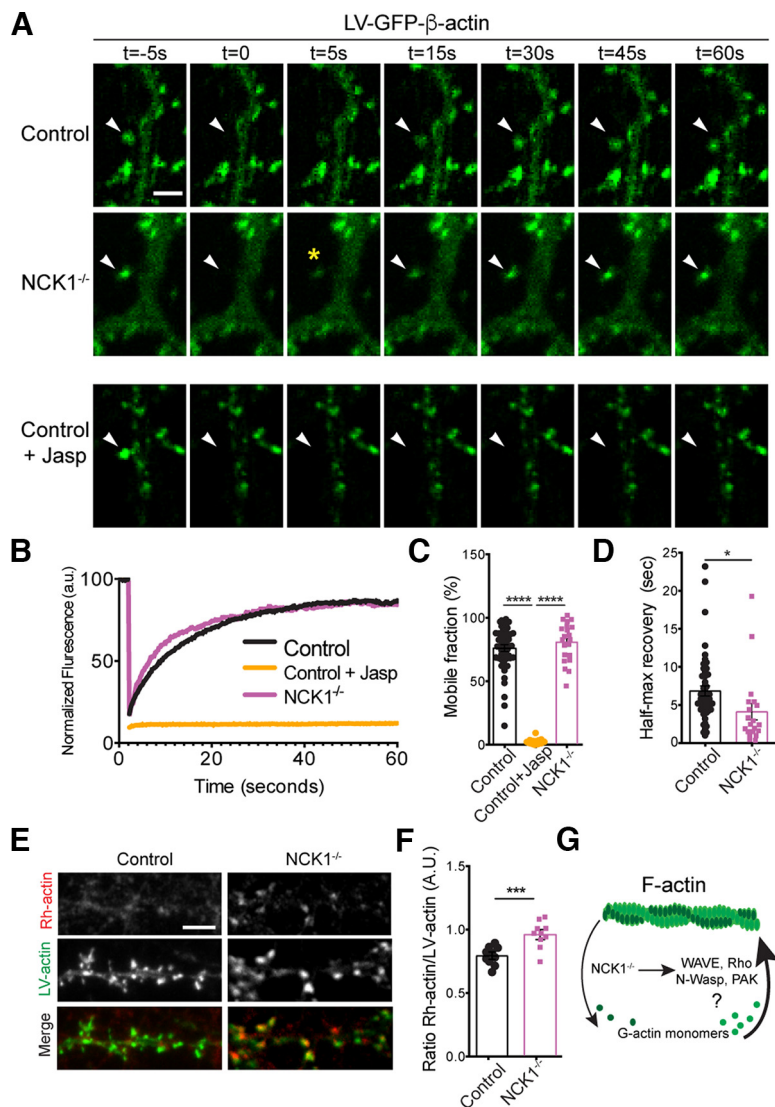 A
LV-GFP-β-actin
t=-5s t=0 t=5s t=15s t=30s t=45s t=60s
Control
*
NCK1-/-
Control
+ Jasp
B
Normalized Flurescence (a.u.)
100
50
0
0 20 40 60
Time (seconds)
Control
Control + Jasp
NCK1-/-
C
Mobile fraction (%)
150
100
50
0
**** ****
Control
Control+Jasp
NCK1-/-
D
Half-max recovery (sec)
25
20
15
10
5
0
*
Control
NCK1-/-
E
Control NCK1-/-
Rh-actin
LV-actin
Merge
F
Ratio Rh-actin/LV-actin (A.U.)
1.5
1.0
0.5
0.0
***
Control
NCK1-/-
G
F-actin
NCK1-/- WAVE, Rho
N-Wasp, PAK
?
G-actin monomers